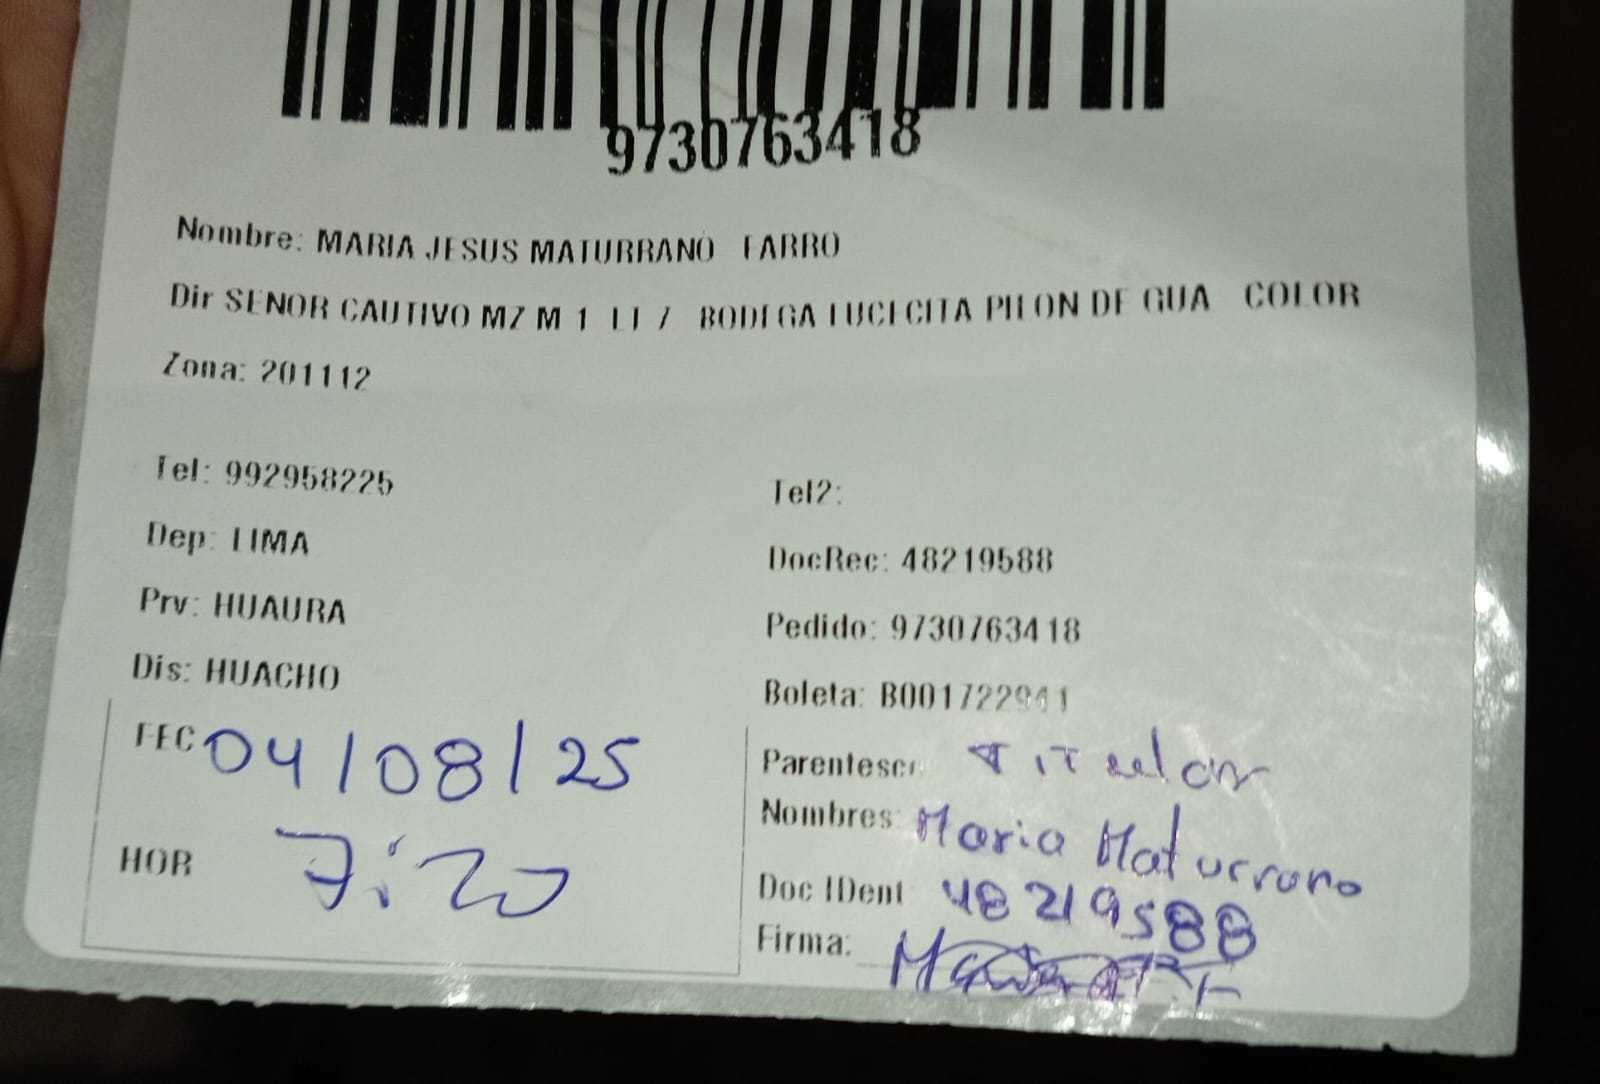 9730763418
Nombre: MARIA JESUS MATURRANO FARRO
Dir SENOR CAUTIVO MZ M 1 LT 7 BODEGA LUCECITA PILON DE GUA COLOR
Zona: 201112
Tel: 992958225
Tel2:
Dep: LIMA
DocRec: 48219588
Prv: HUAURA
Pedido: 9730763418
Dis: HUACHO
Boleta: B001722941
FEC 04/08/25
Parentesc Titular
Nombres Maria Maturrano
HOR 7:20
Doc IDent 48219588
Firma: